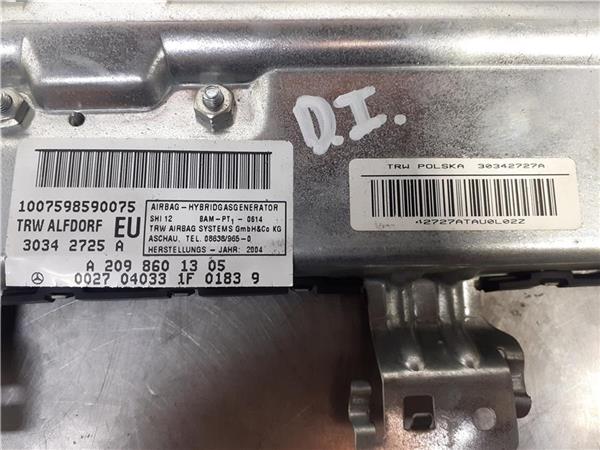 D.I.
TRW POLSKA 30342727A
42727ATAU0L02Z
1007598590075
TRW ALFDORF EU
3034 2725 A
AIRBAG-HYBRIDGASGENERATOR
SHI 12 BAM-PT1-0614
TRW AIRBAG SYSTEMS GmbH&Co KG
ASCHAU, TEL. 08638/965-0
HERSTELLUNGS - JAHR: 2004
A 209 860 13 05
0027 04033 1F 0183 9